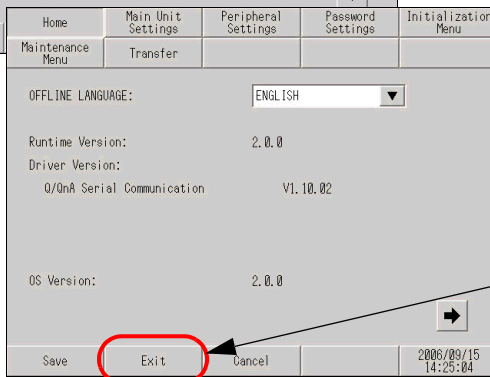 Home
Main Unit
Settings
Peripheral
Settings
Password
Settings
Initialization
Menu
Maintenance
Menu
Transfer
OFFLINE LANGUAGE:
ENGLISH
Runtime Version:
2.0.0
Driver Version:
Q/QnA Serial Communication
V1.10.02
OS Version:
2.0.0
Save
Exit
Cancel
2006/09/15
14:25:04